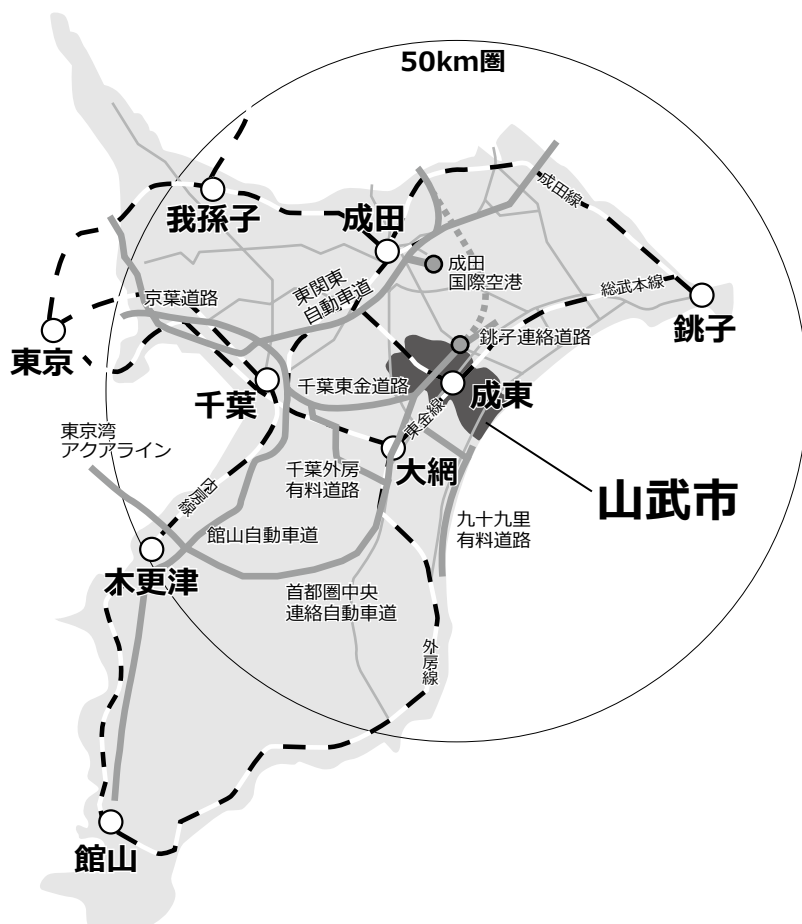 50km圏
我孫子
成田
成田線
成田
国際空港
東関東
自動車道
京葉道路
総武本線
東京
銚子
銚子連絡道路
千葉
千葉東金道路
成東
東金線
東京湾
アクアライン
大網
千葉外房
有料道路
内房線
山武市
九十九里
有料道路
館山自動車道
木更津
首都圏中央
連絡自動車道
外房線
館山